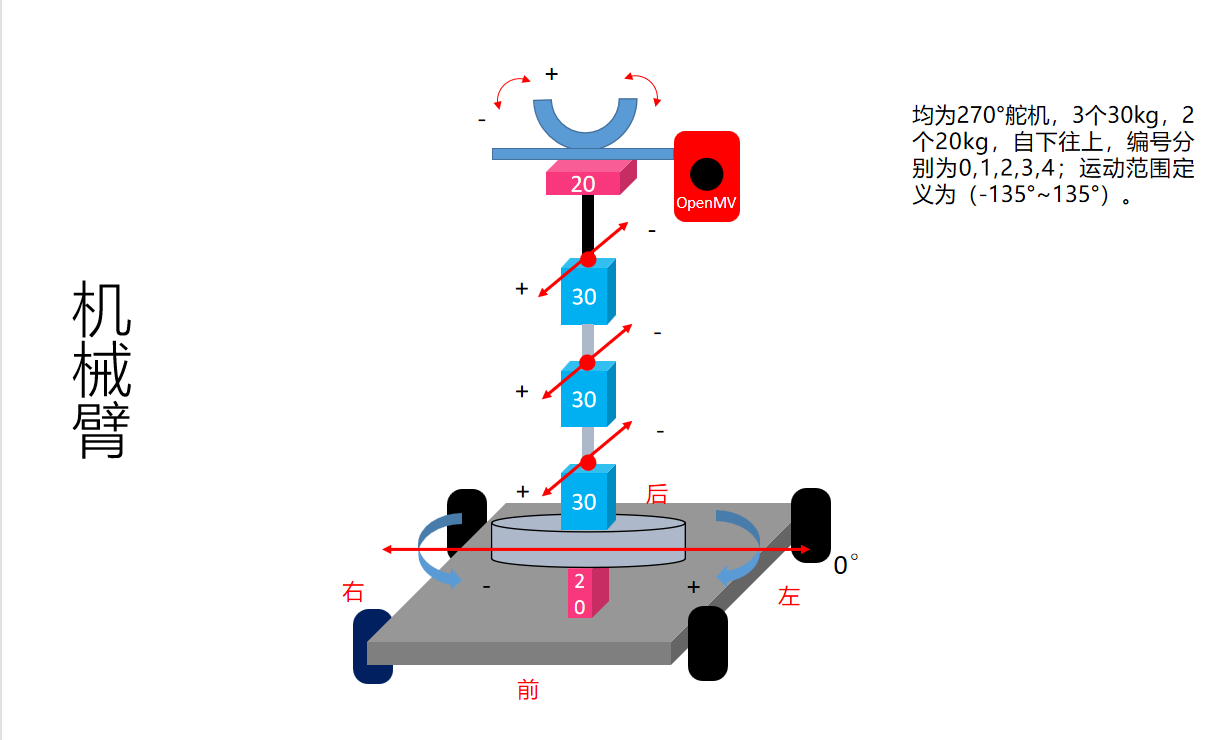 +
-
均为270°舵机，3个30kg，2
个20kg，自下往上，编号分
别为0,1,2,3,4；运动范围定
义为（-135°~135°）。
20
OpenMV
-
+
30
机
械
臂
-
+
30
-
+
30
后
0°
-
2
0
+
右
左
前